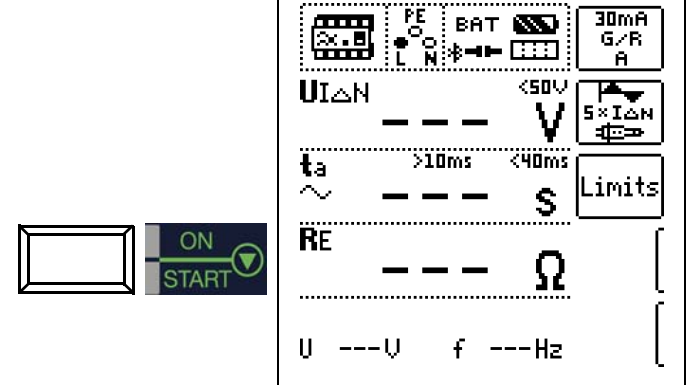 PE
L N
BAT
30mA
G/R
A
UI△N <50V
--- V
5×I△N
ta >10ms <40ms
~ --- s
Limits
RE
--- Ω
ON
START
U ---V f ---Hz